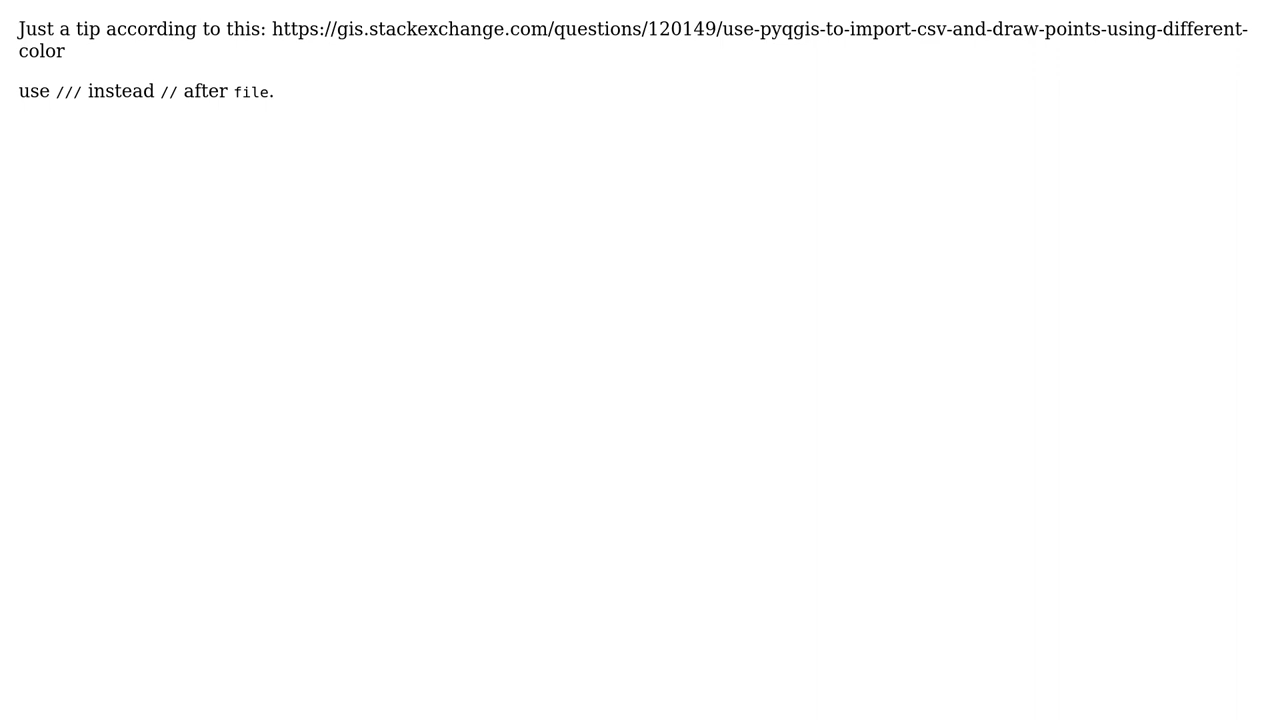 Just a tip according to this: https://gis.stackexchange.com/questions/120149/use-pyqgis-to-import-csv-and-draw-points-using-different-
color
use /// instead // after file.